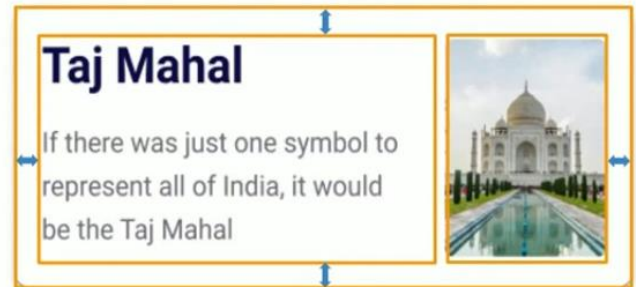 Taj Mahal
If there was just one symbol to
represent all of India, it would
be the Taj Mahal